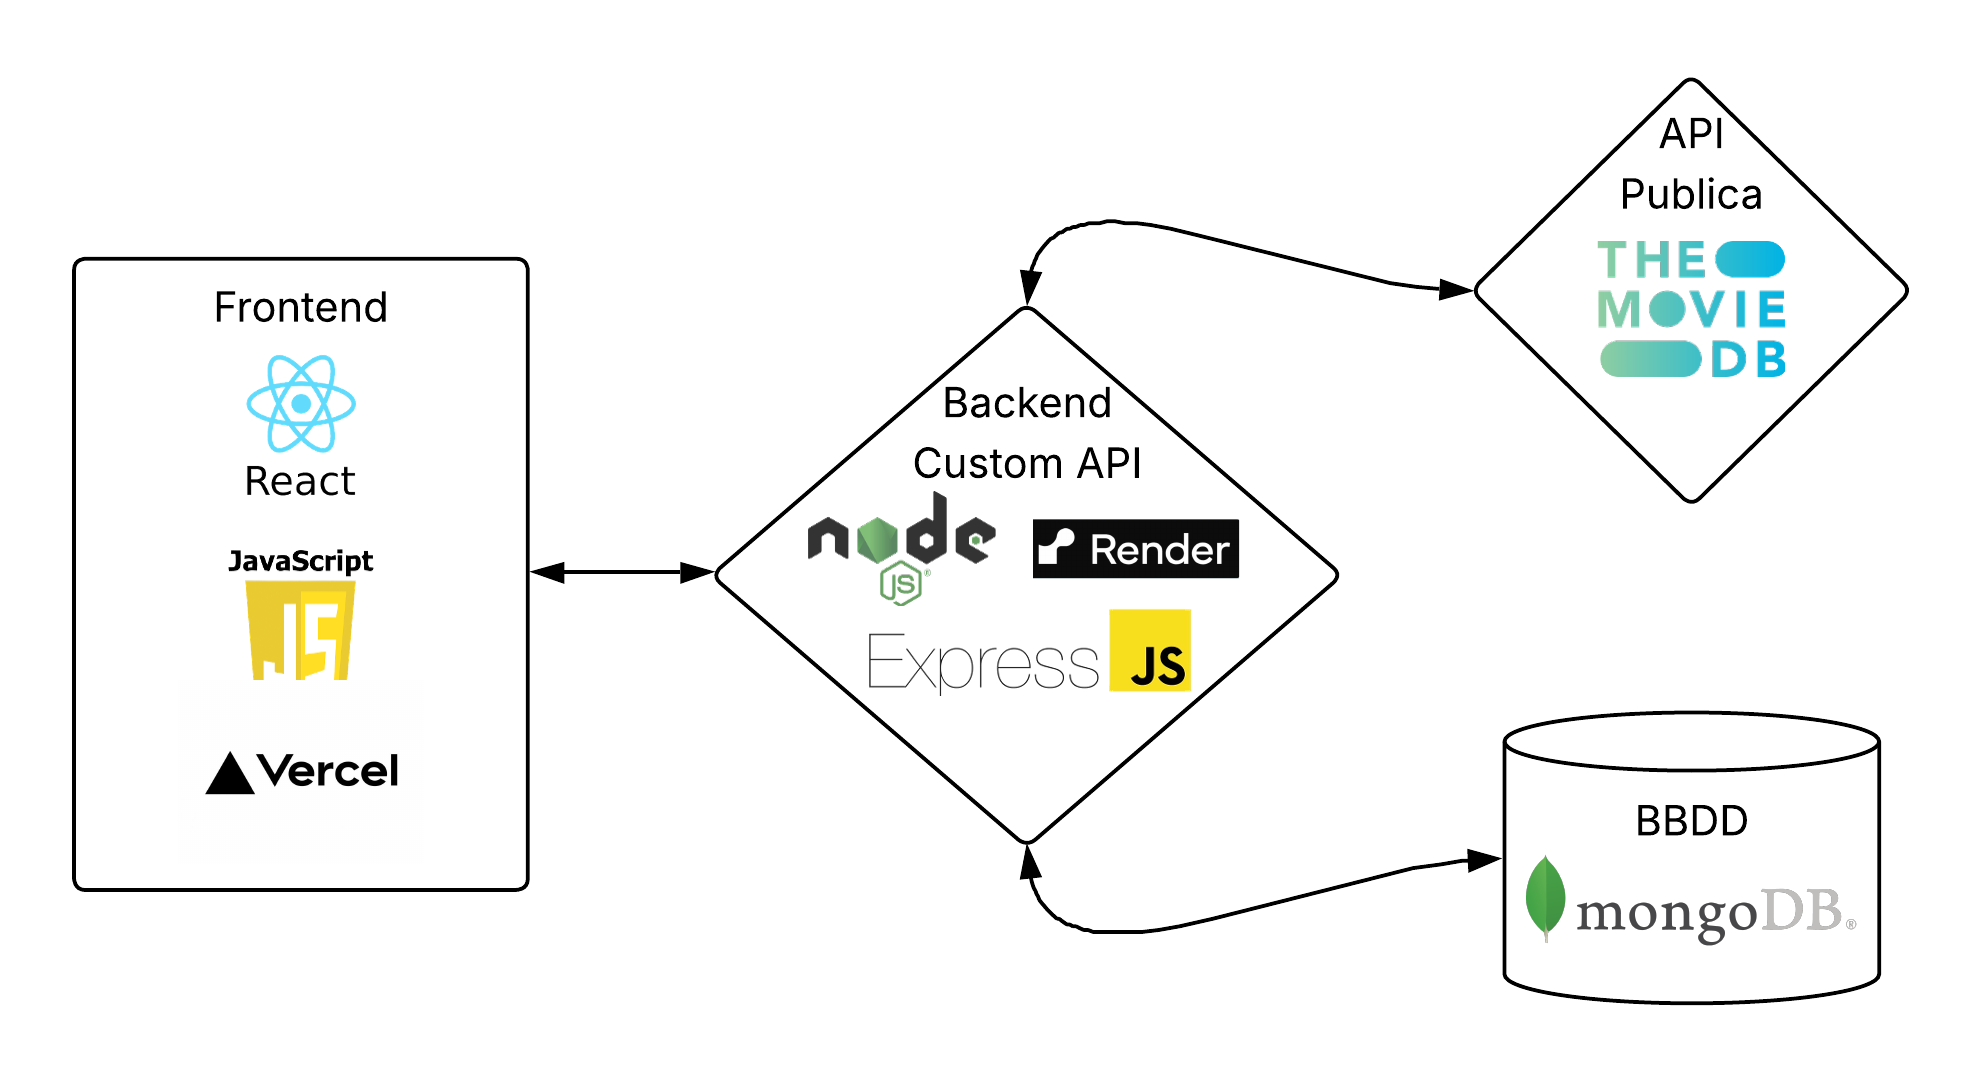 Frontend
React
JavaScript
JS
Vercel
Backend
Custom API
node
JS®
Render
Express
JS
API
Publica
THE
MOVIE
DB
BBDD
mongoDB®